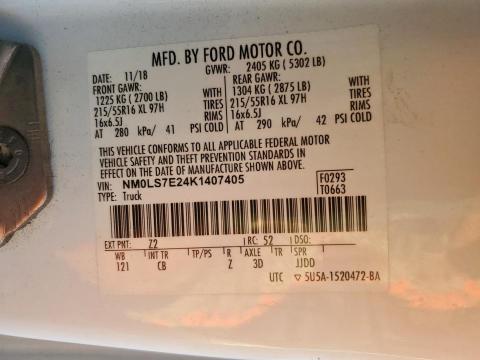 MFD. BY FORD MOTOR CO.
DATE: 11/18 GVWR: 2405 KG ( 5302 LB)
FRONT GAWR: REAR GAWR:
1225 KG ( 2700 LB) WITH 1304 KG ( 2875 LB) WITH
215/55R16 XL 97H TIRES 215/55R16 XL 97H TIRES
16x6.5J RIMS 16x6.5J RIMS
AT 280 kPa/ 41 PSI COLD AT 290 kPa/ 42 PSI COLD
THIS VEHICLE CONFORMS TO ALL APPLICABLE FEDERAL MOTOR
VEHICLE SAFETY AND THEFT PREVENTION STANDARDS IN
EFFECT ON THE DATE OF MANUFACTURE SHOWN ABOVE.
VIN: NM0LS7E24K1407405 F0293
TYPE: Truck T0663
EXT PNT: Z2 RC: 52 DSO:
WB INT TR TP/PS R AXLE TR SPR
121 CB Z 3D JJDD
UTC ▽ 5U5A-1520472-BA